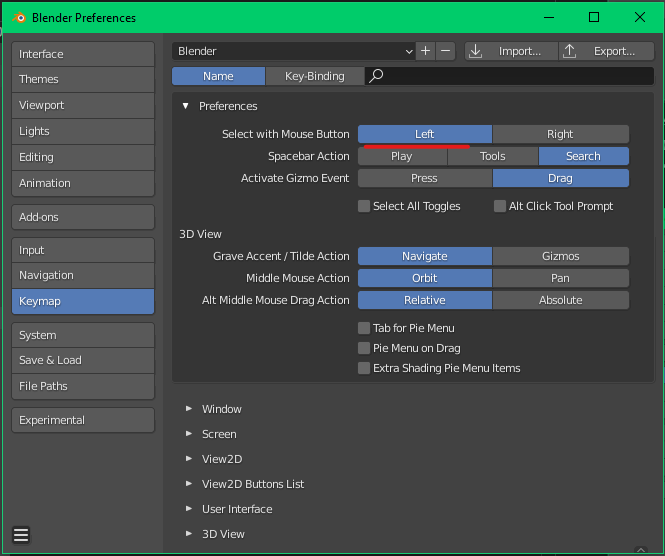 Blender Preferences
Interface
Themes
Viewport
Lights
Editing
Animation
Add-ons
Input
Navigation
Keymap
System
Save & Load
File Paths
Experimental
Blender
Import...
Export...
Name
Key-Binding
Preferences
Select with Mouse Button Left Right
Spacebar Action Play Tools Search
Activate Gizmo Event Press Drag
Select All Toggles Alt Click Tool Prompt
3D View
Grave Accent / Tilde Action Navigate Gizmos
Middle Mouse Action Orbit Pan
Alt Middle Mouse Drag Action Relative Absolute
Tab for Pie Menu
Pie Menu on Drag
Extra Shading Pie Menu Items
Window
Screen
View2D
View2D Buttons List
User Interface
3D View